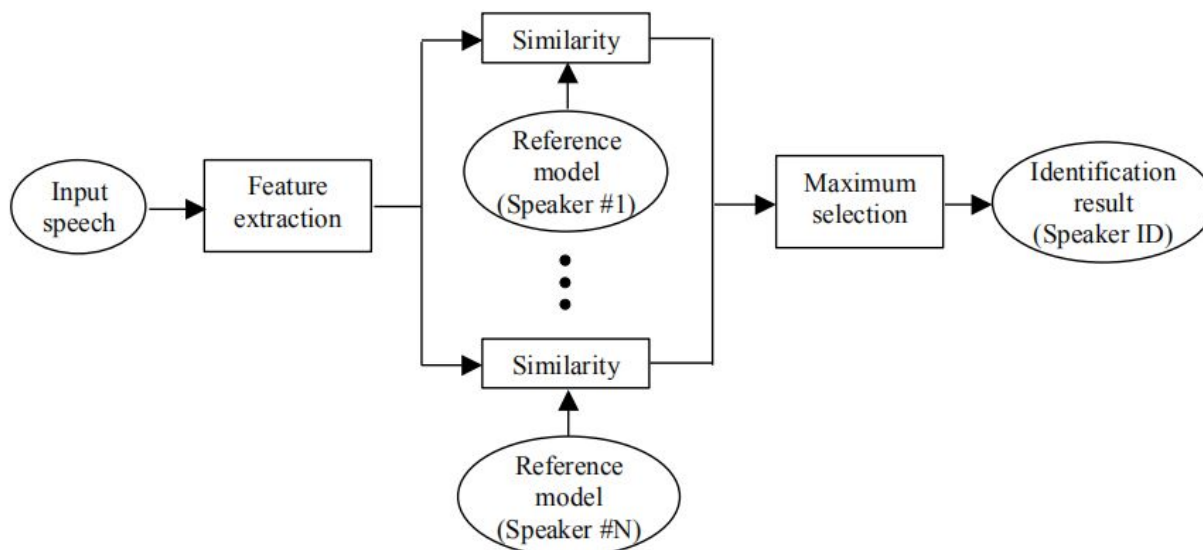 Similarity
Reference
model
(Speaker #1)
Input
speech
Feature
extraction
Maximum
selection
Identification
result
(Speaker ID)
Similarity
Reference
model
(Speaker #N)